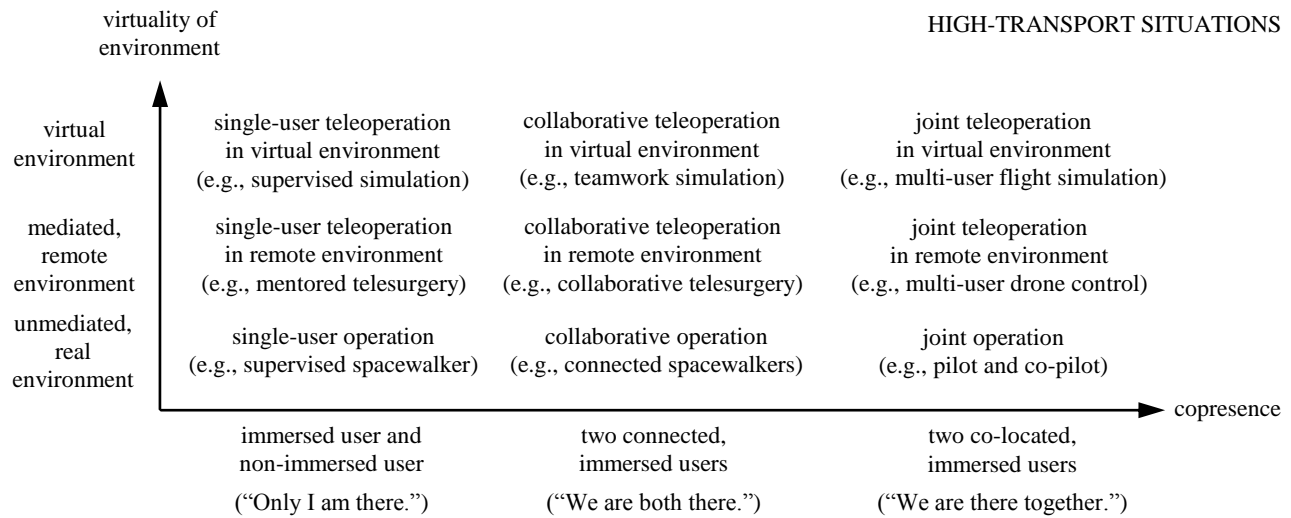 virtuality of
environment
HIGH-TRANSPORT SITUATIONS
virtual
environment
single-user teleoperation
in virtual environment
(e.g., supervised simulation)
collaborative teleoperation
in virtual environment
(e.g., teamwork simulation)
joint teleoperation
in virtual environment
(e.g., multi-user flight simulation)
mediated,
remote
environment
single-user teleoperation
in remote environment
(e.g., mentored telesurgery)
collaborative teleoperation
in remote environment
(e.g., collaborative telesurgery)
joint teleoperation
in remote environment
(e.g., multi-user drone control)
unmediated,
real
environment
single-user operation
(e.g., supervised spacewalker)
collaborative operation
(e.g., connected spacewalkers)
joint operation
(e.g., pilot and co-pilot)
copresence
immersed user and
non-immersed user
(“Only I am there.”)
two connected,
immersed users
(“We are both there.”)
two co-located,
immersed users
(“We are there together.”)